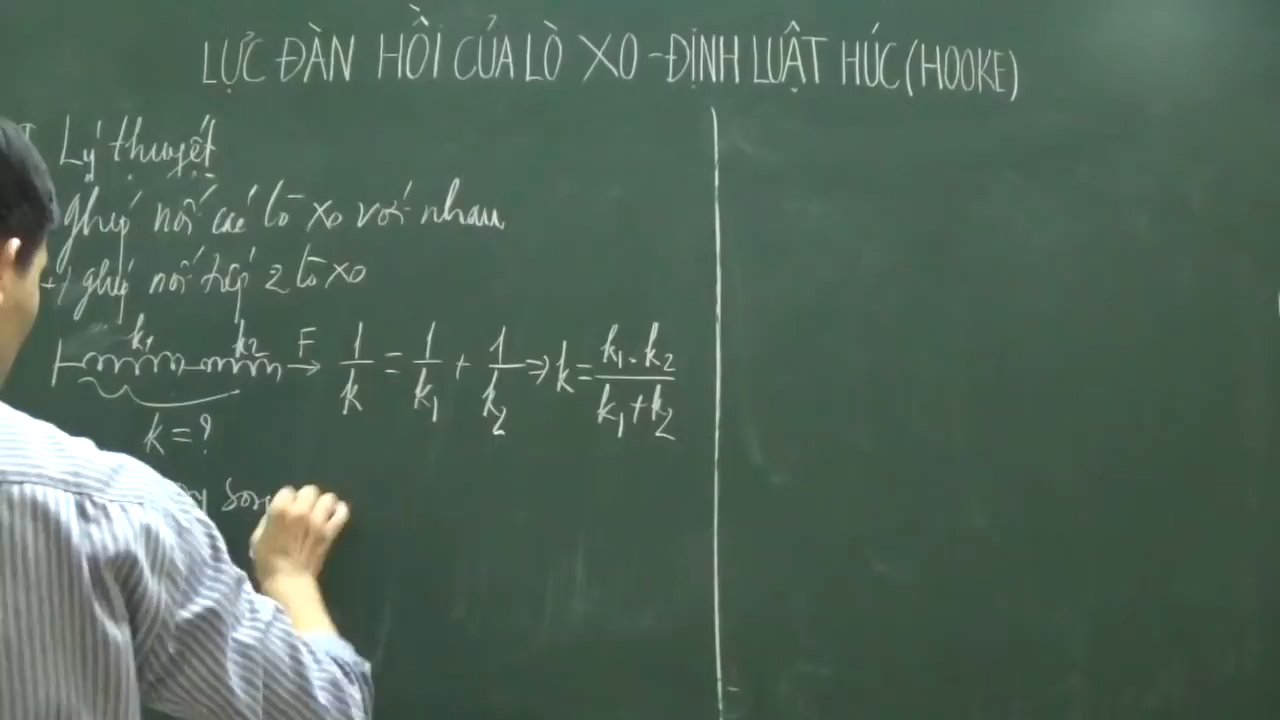 LỰC ĐÀN HỒI CỦA LÒ XO - ĐỊNH LUẬT HÚC (HOOKE)
Lý thuyết
ghép nối các lò xo với nhau
+) ghép nối tiếp 2 lò xo
k₁ k₂ F 1/k = 1/k₁ + 1/k₂ ⇒ k = (k₁.k₂)/(k₁+k₂)
k = ?